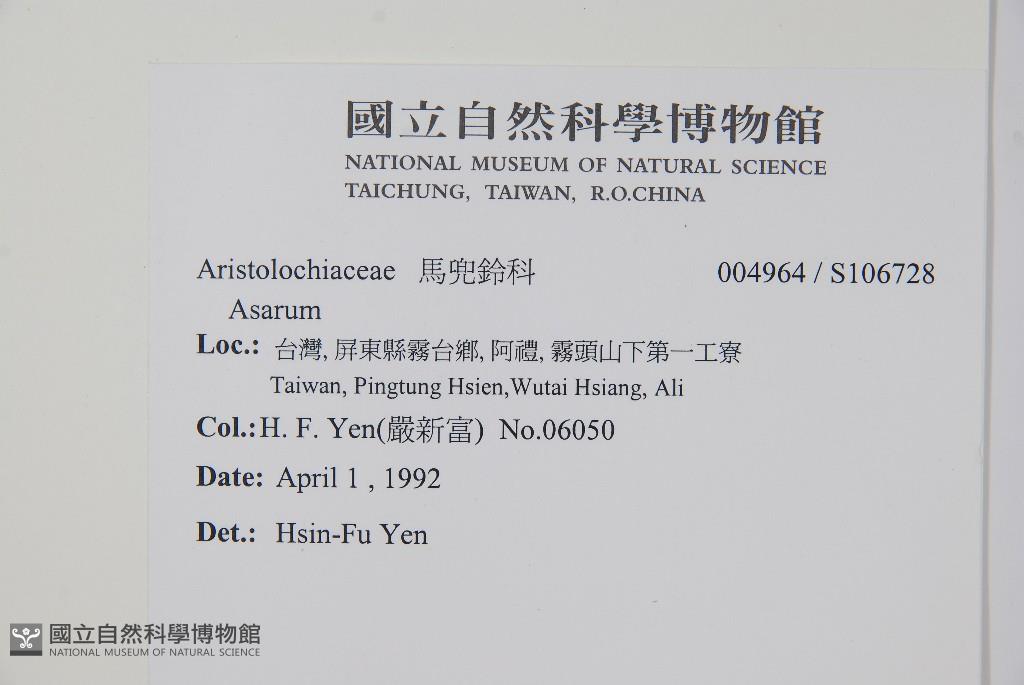 國立自然科學博物館
NATIONAL MUSEUM OF NATURAL SCIENCE
TAICHUNG, TAIWAN, R.O.CHINA
Aristolochiaceae 馬兜鈴科 004964 / S106728
Asarum
Loc.: 台灣, 屏東縣霧台鄉, 阿禮, 霧頭山下第一工寮
Taiwan, Pingtung Hsien,Wutai Hsiang, Ali
Col.:H. F. Yen(嚴新富) No.06050
Date: April 1 , 1992
Det.: Hsin-Fu Yen
國立自然科學博物館
NATIONAL MUSEUM OF NATURAL SCIENCE